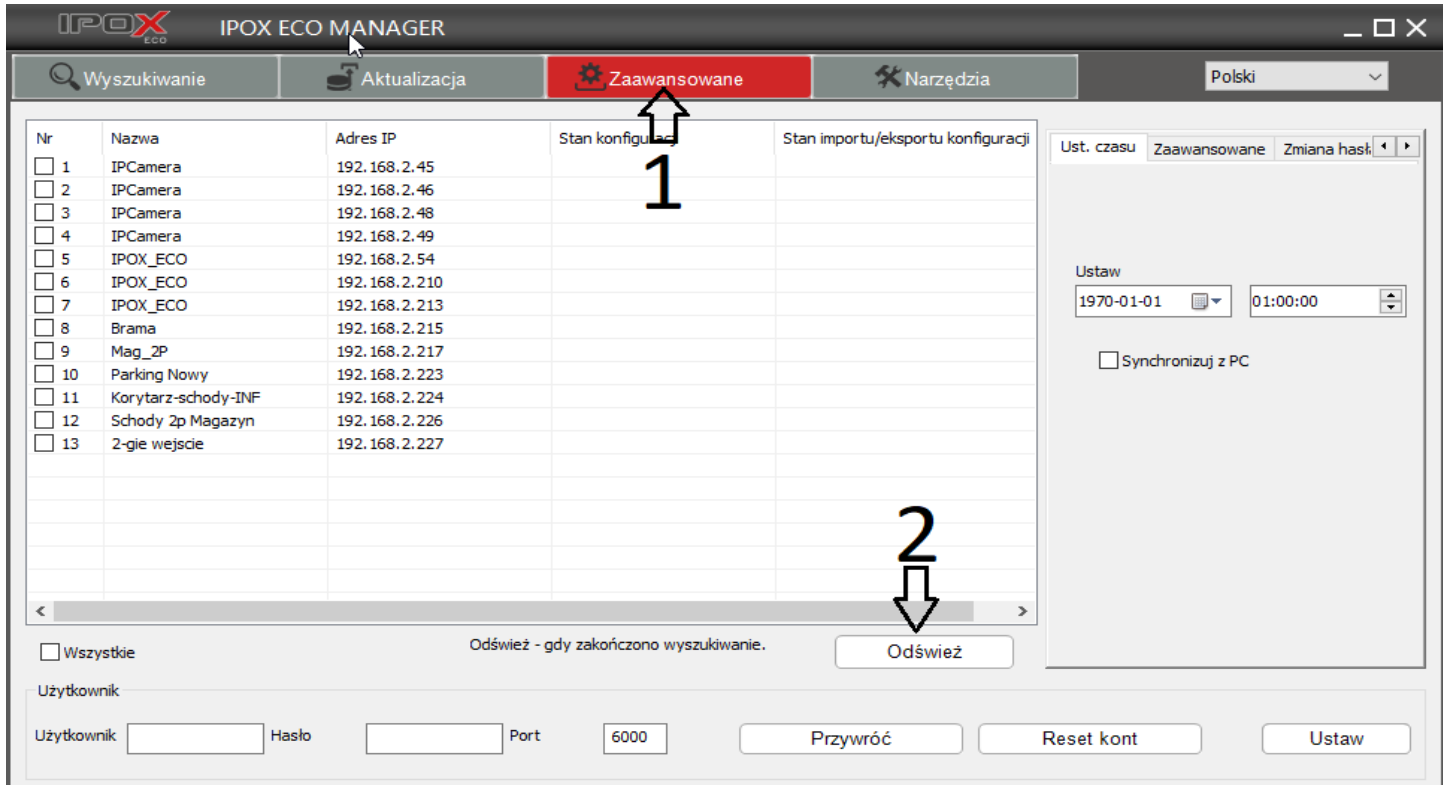 IPOX ECO IPOX ECO MANAGER
Wyszukiwanie Aktualizacja Zaawansowane Narzędzia Polski
Nr Nazwa Adres IP Stan konfiguracji Stan importu/eksportu konfiguracji Ust. czasu Zaawansowane Zmiana hasł
1 IPCamera 192.168.2.45
2 IPCamera 192.168.2.46
3 IPCamera 192.168.2.48
4 IPCamera 192.168.2.49
5 IPOX_ECO 192.168.2.54
6 IPOX_ECO 192.168.2.210
7 IPOX_ECO 192.168.2.213
8 Brama 192.168.2.215
9 Mag_2P 192.168.2.217
10 Parking Nowy 192.168.2.223
11 Korytarz-schody-INF 192.168.2.224
12 Schody 2p Magazyn 192.168.2.226
13 2-gie wejscie 192.168.2.227
1
2
Ustaw
1970-01-01 01:00:00
Synchronizuj z PC
Wszystkie Odśwież - gdy zakończono wyszukiwanie. Odśwież
Użytkownik
Użytkownik Hasło Port 6000 Przywróć Reset kont Ustaw